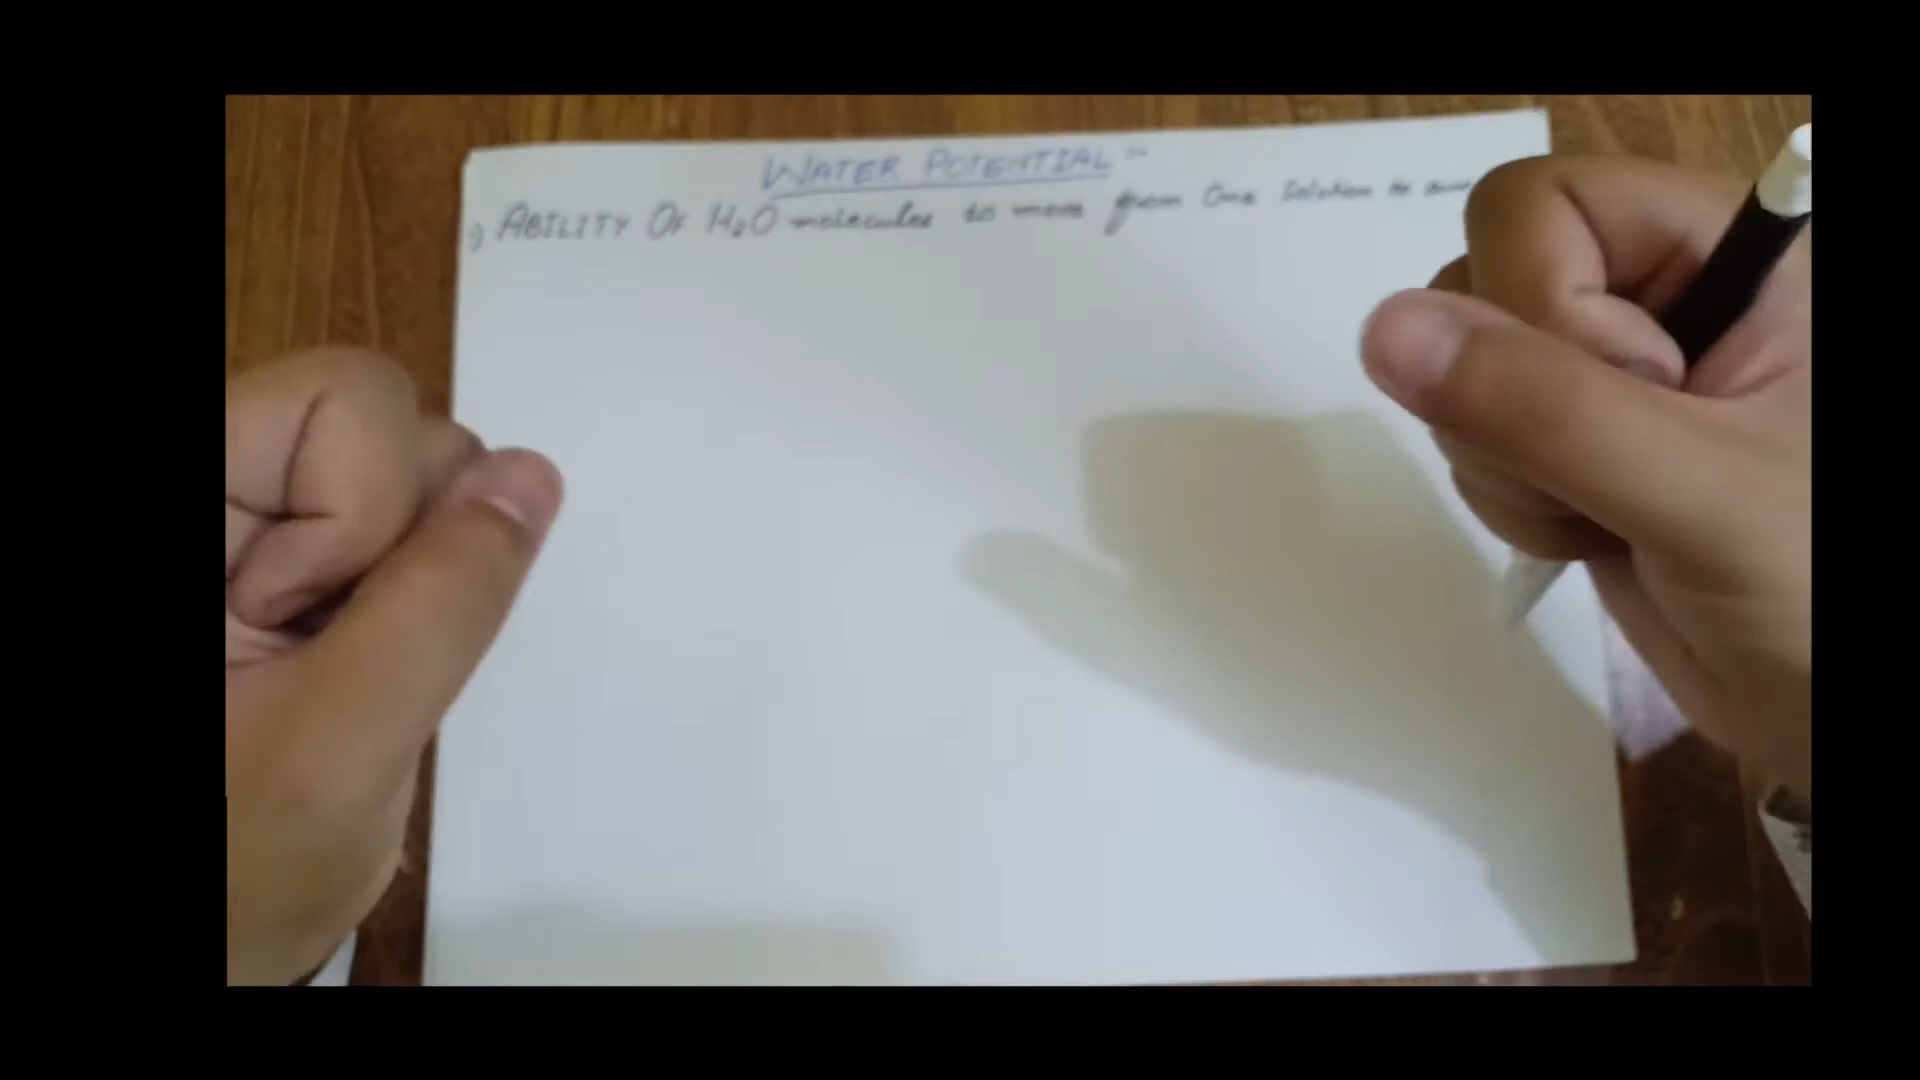 WATER POTENTIAL -
) ABILITY OF H₂O molecules to move from One Solution to